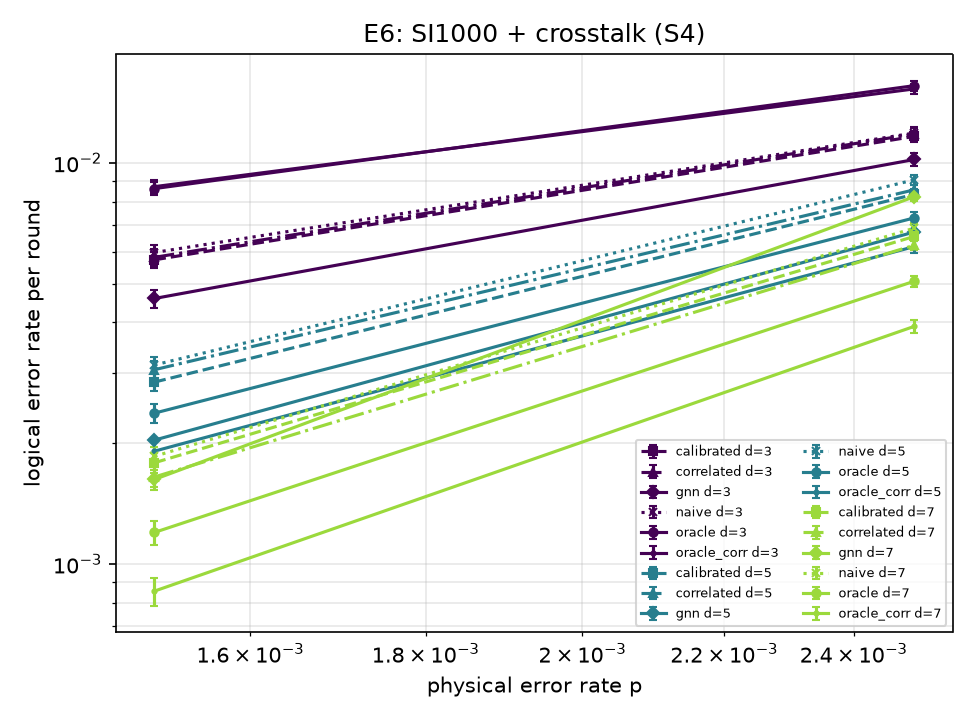 E6: SI1000 + crosstalk (S4)
logical error rate per round
10⁻²
10⁻³
calibrated d=3
correlated d=3
gnn d=3
naive d=3
oracle d=3
oracle_corr d=3
calibrated d=5
correlated d=5
gnn d=5
naive d=5
oracle d=5
oracle_corr d=5
calibrated d=7
correlated d=7
gnn d=7
naive d=7
oracle d=7
oracle_corr d=7
1.6 × 10⁻³ 1.8 × 10⁻³ 2 × 10⁻³ 2.2 × 10⁻³ 2.4 × 10⁻³
physical error rate p